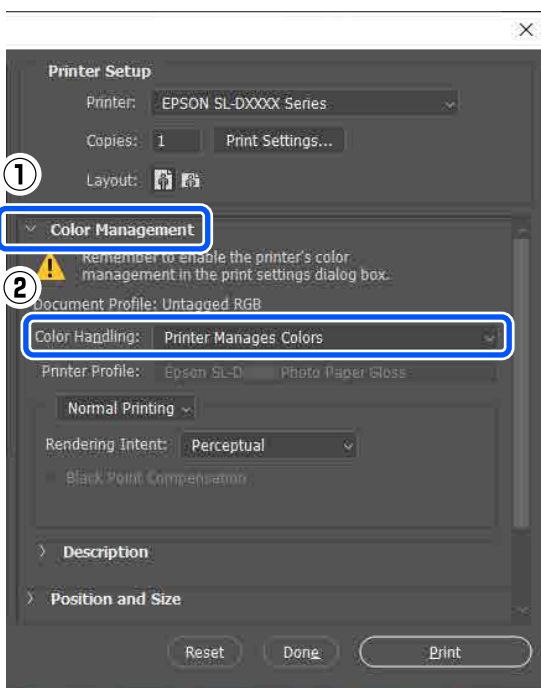 Printer Setup
Printer: EPSON SL-DXXXX Series
Copies: 1 Print Settings...
①
Layout:
Color Management
Remember to enable the printer's color
management in the print settings dialog box.
②
Document Profile: Untagged RGB
Color Handling: Printer Manages Colors
Printer Profile: Epson SL-D Photo Paper Gloss
Normal Printing
Rendering Intent: Perceptual
Black Point Compensation
Description
Position and Size
Reset Done Print